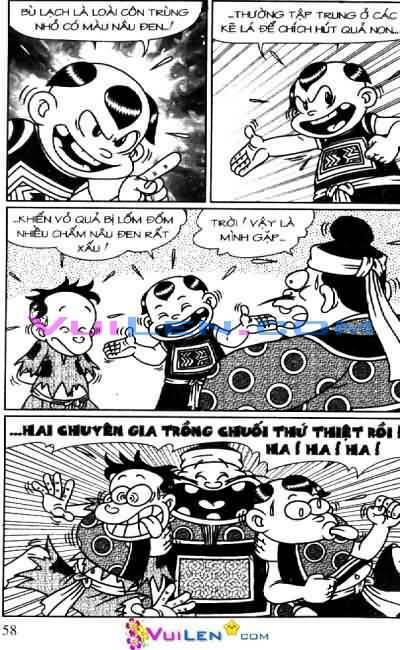 BÙ LẠCH LÀ LOÀI CÔN TRÙNG
NHỎ CÓ MÀU NÂU ĐEN..!
..THƯỜNG TẬP TRUNG Ở CÁC
KẼ LÁ ĐỂ CHÍCH HÚT QUẢ NON...
..KHIẾN VỎ QUẢ BỊ LỐM ĐỐM
NHIỀU CHẤM NÂU ĐEN RẤT
XẤU!
TRỜI! VẬY LÀ
MÌNH GẶP...
VUILEN.COM
...HAI CHUYÊN GIA TRỒNG CHUỐI THỨ THIỆT RỒI!
HA! HA! HA!
58
VUILEN.COM